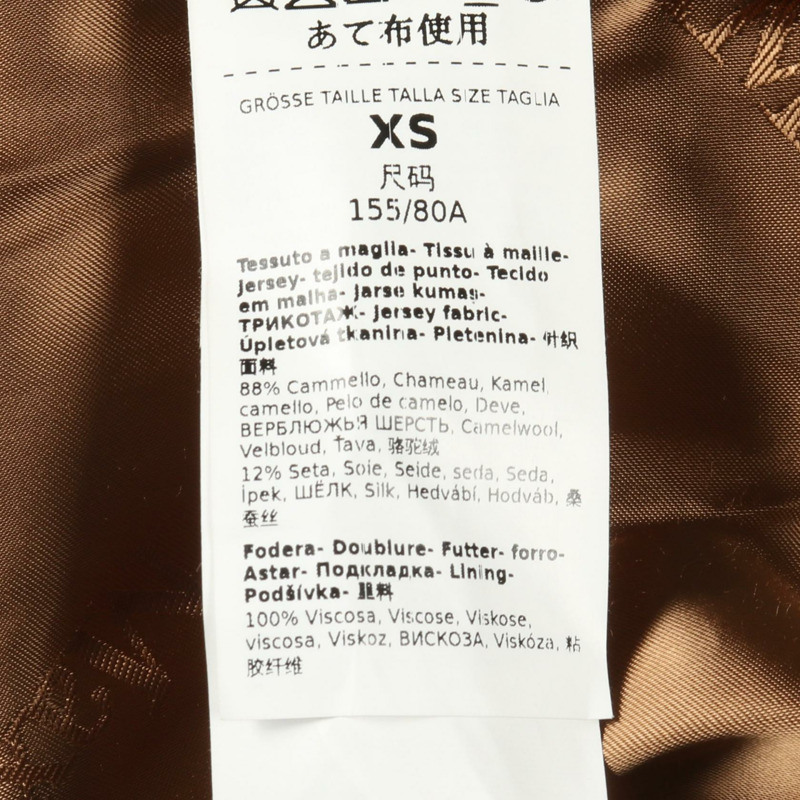 あて布使用
GRÖSSE TAILLE TALLA SIZE TAGLIA
XS
尺码
155/80A
Tessuto a maglia- Tissu à maille-
Jersey- tejido de punto- Tecido
em malha- Jarse kumaş-
ТРИКОТАЖ- Jersey fabric-
Úpletová tkanina- Pletenina- 针织
面料
88% Cammello, Chameau, Kamel,
camello, Pelo de camelo, Deve,
ВЕРБЛЮЖЬЯ ШЕРСТЬ, Camelwool,
Velbloud, Ťava, 骆驼绒
12% Seta, Soie, Seide, seda, Seda,
İpek, ШЁЛК, Silk, Hedvábí, Hodváb, 桑
蚕丝
Fodera- Doublure- Futter- forro-
Astar- Подкладка- Lining-
Podšívka- 里料
100% Viscosa, Viscose, Viskose,
viscosa, Viskoz, ВИСКОЗА, Viskóza, 粘
胶纤维